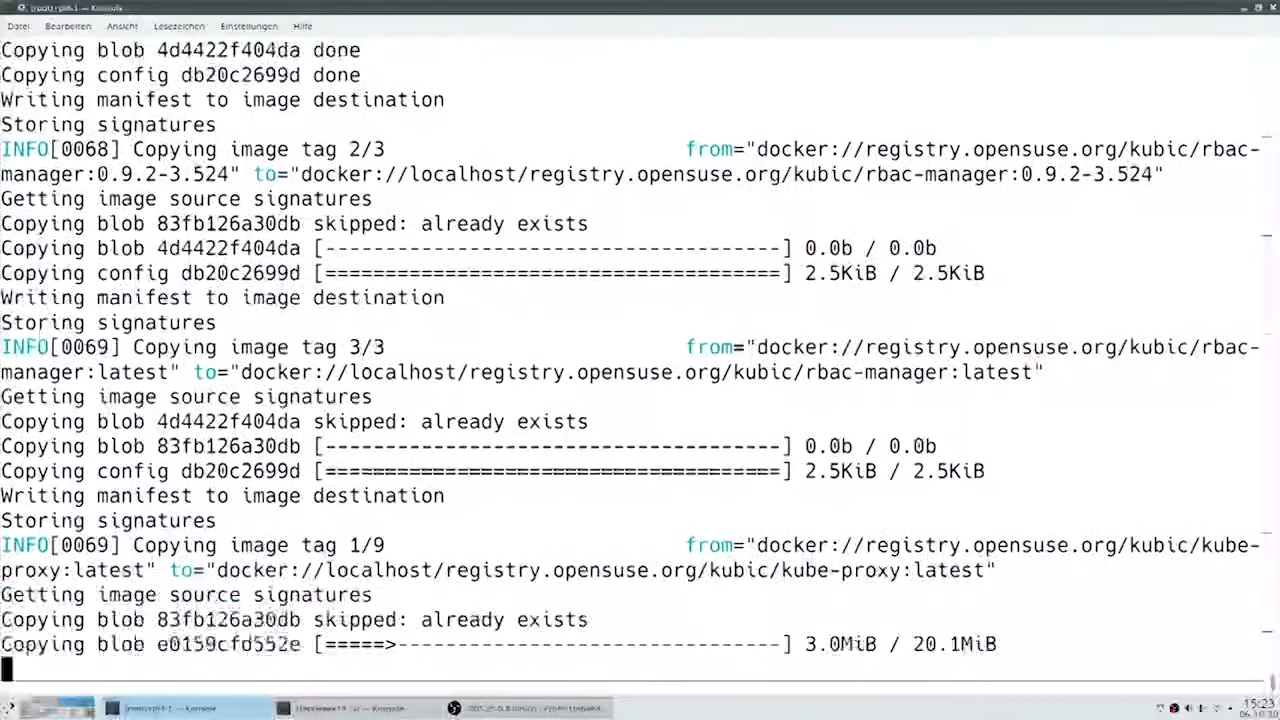 Datei Bearbeiten Ansicht Lesezeichen Einstellungen Hilfe
Copying blob 4d4422f404da done
Copying config db20c2699d done
Writing manifest to image destination
Storing signatures
INFO[0068] Copying image tag 2/3 from="docker://registry.opensuse.org/kubic/rbac-
manager:0.9.2-3.524" to="docker://localhost/registry.opensuse.org/kubic/rbac-manager:0.9.2-3.524"
Getting image source signatures
Copying blob 83fb126a30db skipped: already exists
Copying blob 4d4422f404da [--------------------------------------] 0.0b / 0.0b
Copying config db20c2699d [======================================] 2.5KiB / 2.5KiB
Writing manifest to image destination
Storing signatures
INFO[0069] Copying image tag 3/3 from="docker://registry.opensuse.org/kubic/rbac-
manager:latest" to="docker://localhost/registry.opensuse.org/kubic/rbac-manager:latest"
Getting image source signatures
Copying blob 4d4422f404da skipped: already exists
Copying blob 83fb126a30db [--------------------------------------] 0.0b / 0.0b
Copying config db20c2699d [======================================] 2.5KiB / 2.5KiB
Writing manifest to image destination
Storing signatures
INFO[0069] Copying image tag 1/9 from="docker://registry.opensuse.org/kubic/kube-
proxy:latest" to="docker://localhost/registry.opensuse.org/kubic/kube-proxy:latest"
Getting image source signatures
Copying blob 83fb126a30db skipped: already exists
Copying blob e0159cfd552e [=====>--------------------------------] 3.0MiB / 20.1MiB
15:23